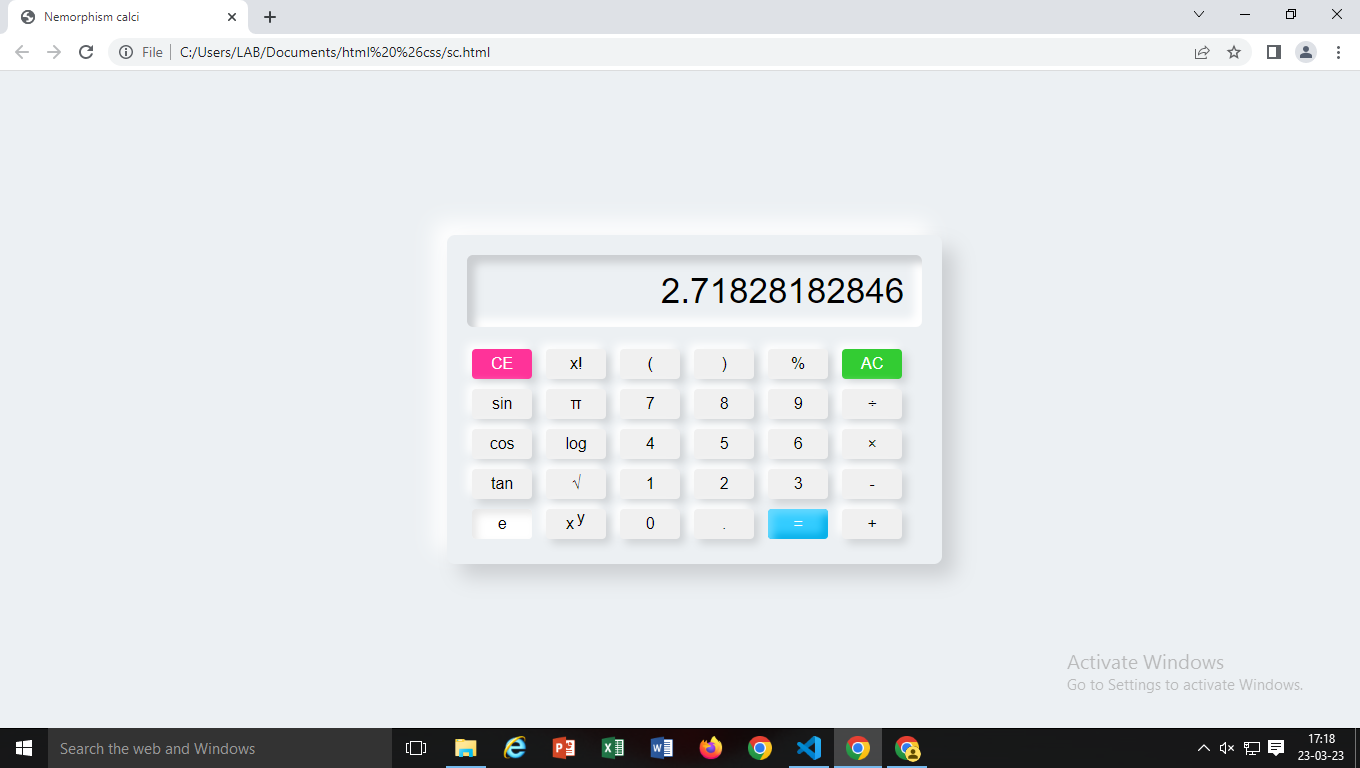 Nemorphism calci
File C:/Users/LAB/Documents/html%20%26css/sc.html
2.71828182846
CE x! ( ) % AC
sin π 7 8 9 ÷
cos log 4 5 6 ×
tan √ 1 2 3 -
e x y 0 . = +
Activate Windows
Go to Settings to activate Windows.
Search the web and Windows
17:18
23-03-23